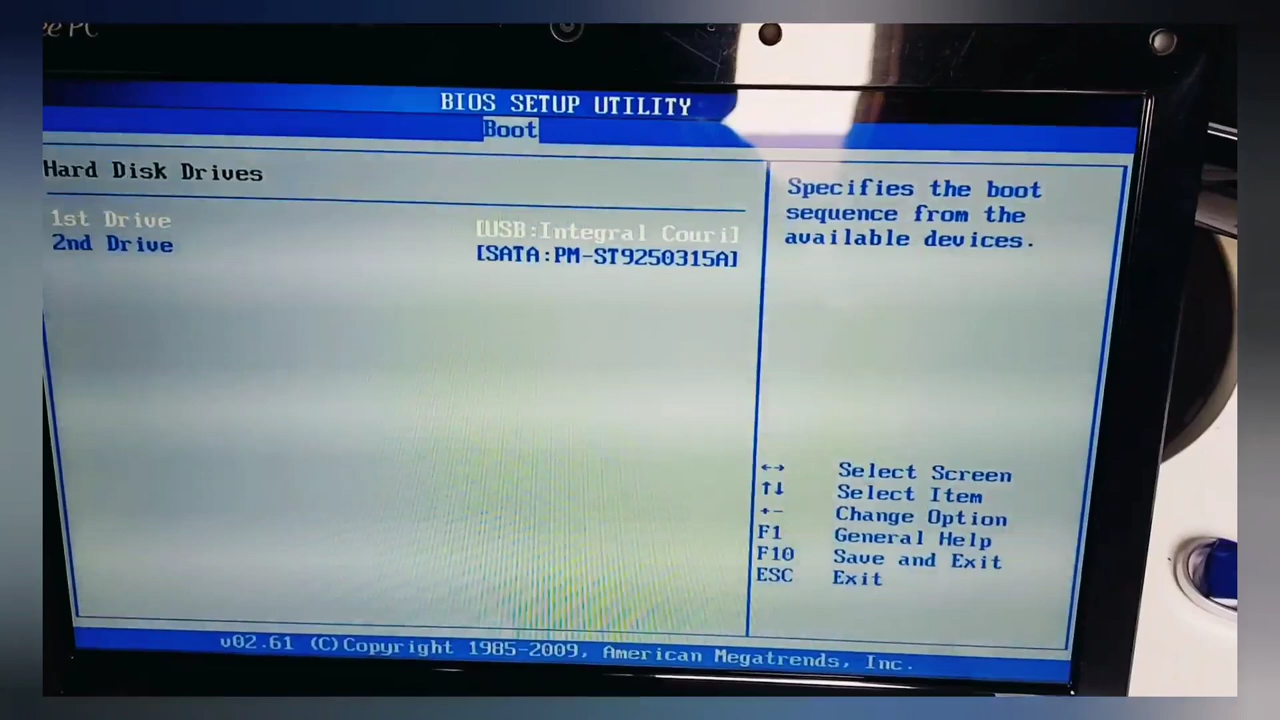 ee PC
BIOS SETUP UTILITY
Boot
Hard Disk Drives
1st Drive [USB:Integral Couri]
2nd Drive [SATA:PM-ST9250315A]
Specifies the boot
sequence from the
available devices.
←→ Select Screen
↑↓ Select Item
+- Change Option
F1 General Help
F10 Save and Exit
ESC Exit
v02.61 (C)Copyright 1985-2009, American Megatrends, Inc.